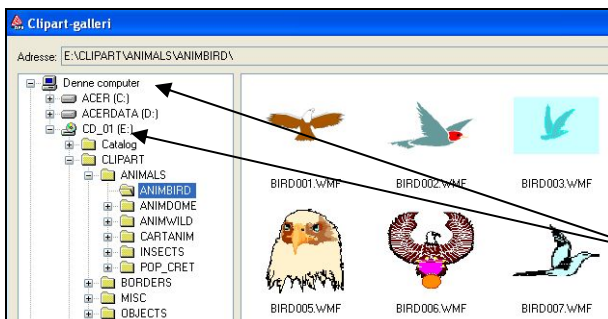 Clipart-galleri
Adresse: E:\CLIPART\ANIMALS\ANIMBIRD\
Denne computer
ACER (C:)
ACERDATA (D:)
CD_01 (E:)
Catalog
CLIPART
ANIMALS
ANIMBIRD
ANIMDOME
ANIMWILD
CARTANIM
INSECTS
POP_CRET
BORDERS
MISC
OBJECTS
BIRD001.WMF BIRD002.WMF BIRD003.WMF
BIRD005.WMF BIRD006.WMF BIRD007.WMF